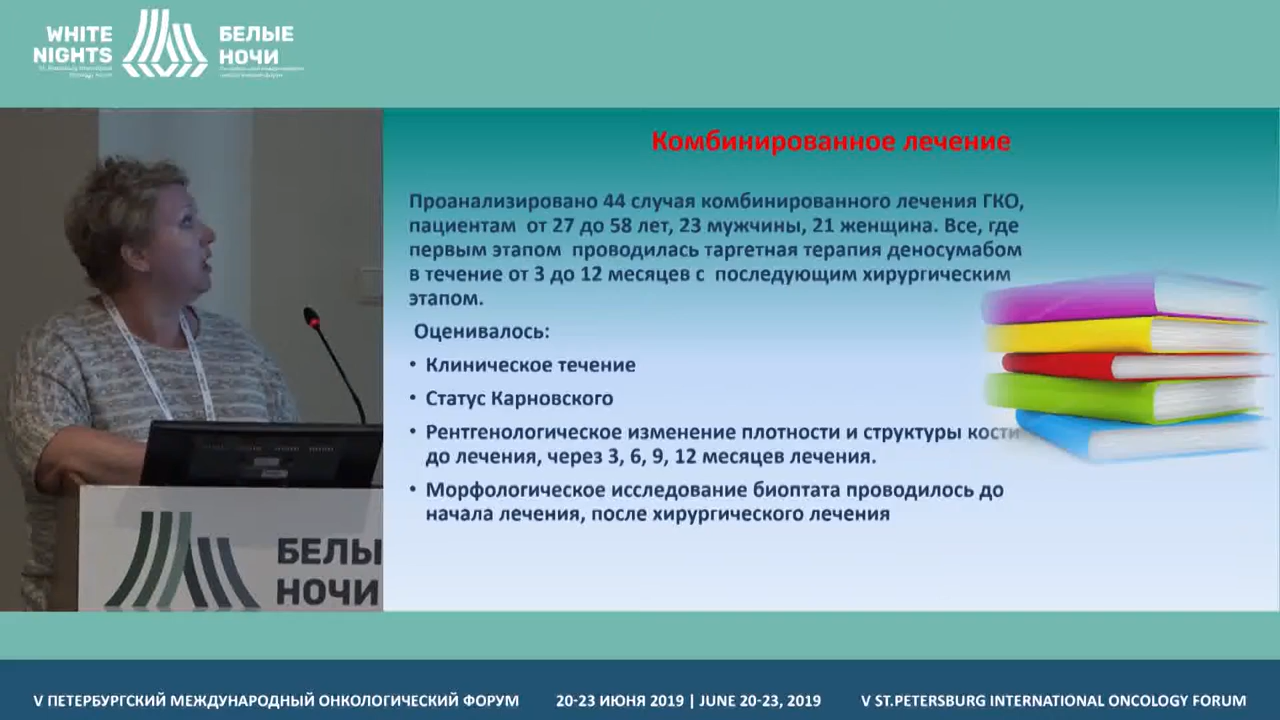 WHITE
NIGHTS
БЕЛЫЕ
НОЧИ
Комбинированное лечение
Проанализировано 44 случая комбинированного лечения ГКО,
пациентам от 27 до 58 лет, 23 мужчины, 21 женщина. Все, где
первым этапом проводилась таргетная терапия деносумабом
в течение от 3 до 12 месяцев с последующим хирургическим
этапом.
Оценивалось:
• Клиническое течение
• Статус Карновского
• Рентгенологическое изменение плотности и структуры кости
до лечения, через 3, 6, 9, 12 месяцев лечения.
• Морфологическое исследование биоптата проводилось до
начала лечения, после хирургического лечения
БЕЛЫЕ
НОЧИ
V ПЕТЕРБУРГСКИЙ МЕЖДУНАРОДНЫЙ ОНКОЛОГИЧЕСКИЙ ФОРУМ
20-23 ИЮНЯ 2019 | JUNE 20-23, 2019
V ST.PETERSBURG INTERNATIONAL ONCOLOGY FORUM